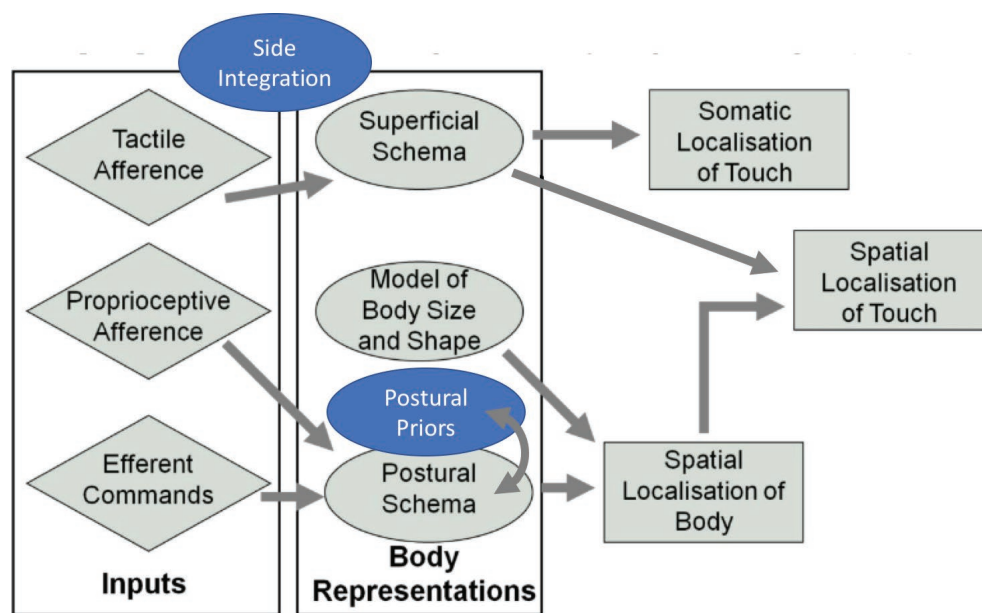 Side
Integration
Tactile
Afference
Superficial
Schema
Somatic
Localisation
of Touch
Proprioceptive
Afference
Model of
Body Size
and Shape
Spatial
Localisation
of Touch
Postural
Priors
Efferent
Commands
Postural
Schema
Spatial
Localisation of
Body
Inputs
Body
Representations